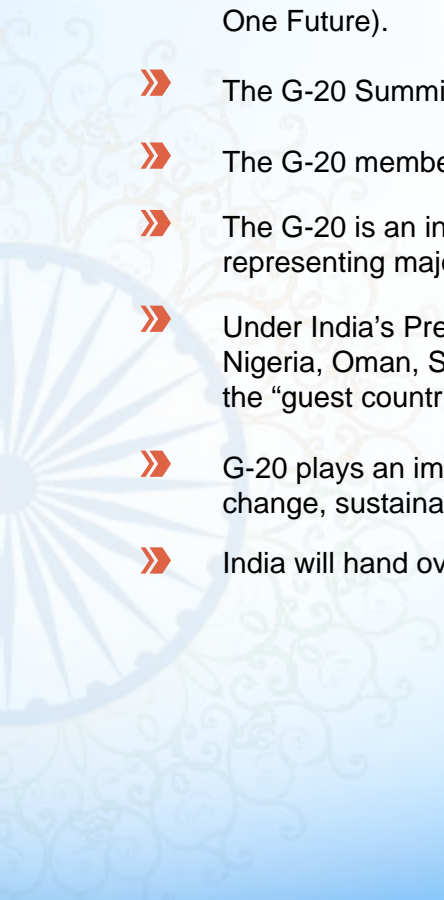 One Future).
The G-20 Summi
The G-20 membe
The G-20 is an in
representing maj
Under India's Pre
Nigeria, Oman, S
the “guest countr
G-20 plays an im
change, sustaina
India will hand ov